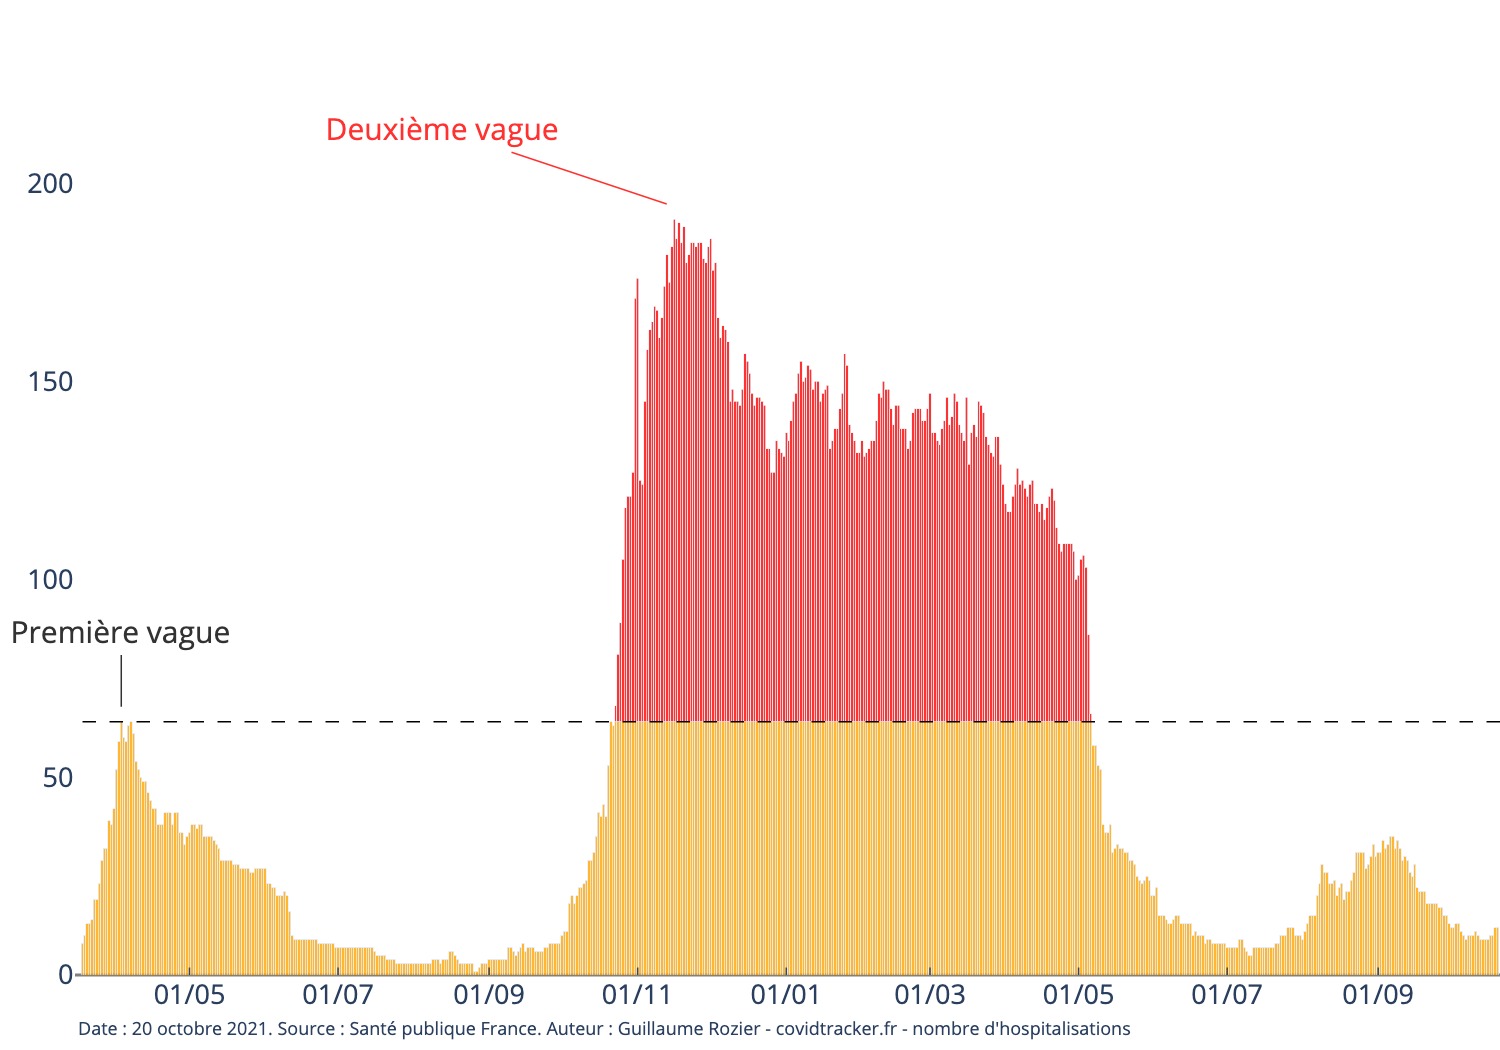 Deuxième vague
200
150
100
Première vague
50
0
01/05 01/07 01/09 01/11 01/01 01/03 01/05 01/07 01/09
Date : 20 octobre 2021. Source : Santé publique France. Auteur : Guillaume Rozier - covidtracker.fr - nombre d'hospitalisations